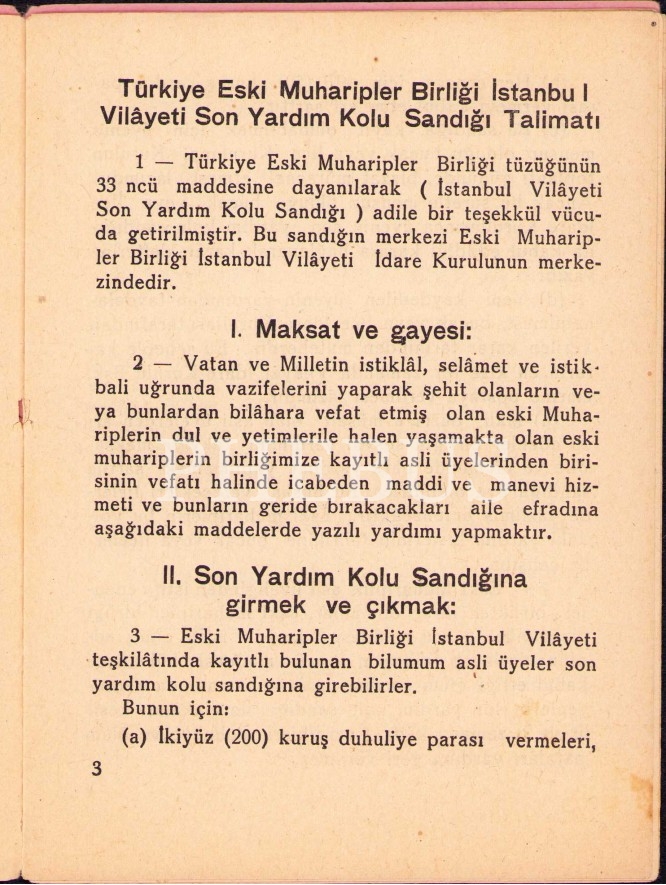 Türkiye Eski Muharipler Birliği İstanbu l
Vilâyeti Son Yardım Kolu Sandığı Talimatı
1 — Türkiye Eski Muharipler Birliği tüzüğünün
33 ncü maddesine dayanılarak ( İstanbul Vilâyeti
Son Yardım Kolu Sandığı ) adile bir teşekkül vücu-
da getirilmiştir. Bu sandığın merkezi Eski Muharip-
ler Birliği İstanbul Vilâyeti İdare Kurulunun merke-
zindedir.
I. Maksat ve gayesi:
2 — Vatan ve Milletin istiklâl, selâmet ve istik-
bali uğrunda vazifelerini yaparak şehit olanların ve-
ya bunlardan bilâhara vefat etmiş olan eski Muha-
riplerin dul ve yetimlerile halen yaşamakta olan eski
muhariplerin birliğimize kayıtlı asli üyelerinden biri-
sinin vefatı halinde icabeden maddi ve manevi hiz-
meti ve bunların geride bırakacakları aile efradına
aşağıdaki maddelerde yazılı yardımı yapmaktır.
II. Son Yardım Kolu Sandığına
girmek ve çıkmak:
3 — Eski Muharipler Birliği İstanbul Vilâyeti
teşkilâtında kayıtlı bulunan bilumum asli üyeler son
yardım kolu sandığına girebilirler.
Bunun için:
(a) İkiyüz (200) kuruş duhuliye parası vermeleri,
3